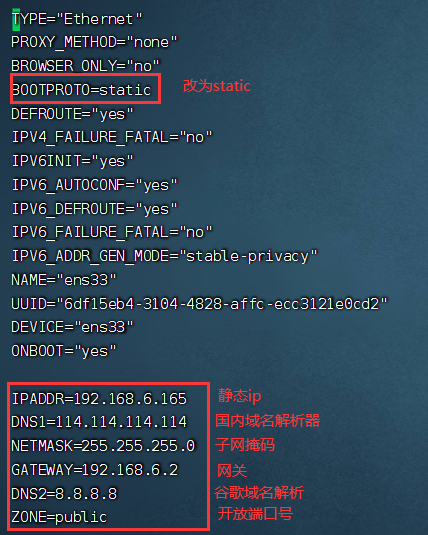 TYPE="Ethernet"
PROXY_METHOD="none"
BROWSER_ONLY="no"
BOOTPROTO=static 改为static
DEFROUTE="yes"
IPV4_FAILURE_FATAL="no"
IPV6INIT="yes"
IPV6_AUTOCONF="yes"
IPV6_DEFROUTE="yes"
IPV6_FAILURE_FATAL="no"
IPV6_ADDR_GEN_MODE="stable-privacy"
NAME="ens33"
UUID="6df15eb4-3104-4828-affc-ecc3121e0cd2"
DEVICE="ens33"
ONBOOT="yes"
IPADDR=192.168.6.165 静态ip
DNS1=114.114.114.114 国内域名解析器
NETMASK=255.255.255.0 子网掩码
GATEWAY=192.168.6.2 网关
DNS2=8.8.8.8 谷歌域名解析
ZONE=public 开放端口号